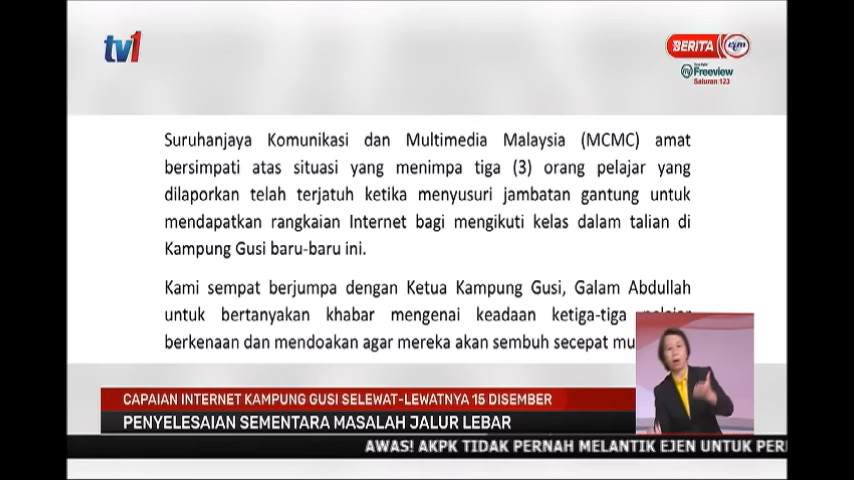 tv1
BERITA rtm
Freeview
Saluran 123
Suruhanjaya Komunikasi dan Multimedia Malaysia (MCMC) amat
bersimpati atas situasi yang menimpa tiga (3) orang pelajar yang
dilaporkan telah terjatuh ketika menyusuri jambatan gantung untuk
mendapatkan rangkaian Internet bagi mengikuti kelas dalam talian di
Kampung Gusi baru-baru ini.
Kami sempat berjumpa dengan Ketua Kampung Gusi, Galam Abdullah
untuk bertanyakan khabar mengenai keadaan ketiga-tiga
berkenaan dan mendoakan agar mereka akan sembuh secepat mu
CAPAIAN INTERNET KAMPUNG GUSI SELEWAT-LEWATNYA 15 DISEMBER
PENYELESAIAN SEMENTARA MASALAH JALUR LEBAR
AWAS! AKPK TIDAK PERNAH MELANTIK EJEN UNTUK PER